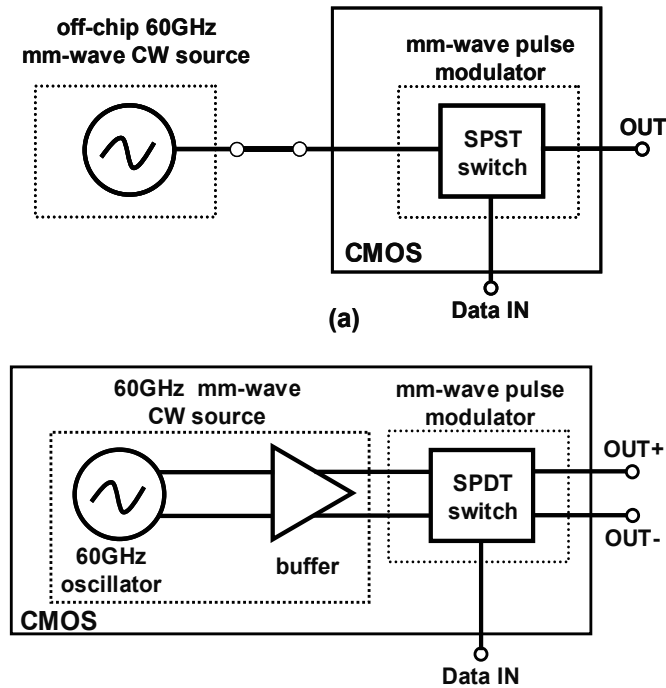 off-chip 60GHz
mm-wave CW source
mm-wave pulse
modulator
SPST
switch
OUT
CMOS
Data IN
(a)
60GHz mm-wave
CW source
mm-wave pulse
modulator
OUT+
SPDT
switch
OUT-
60GHz
oscillator
buffer
CMOS
Data IN